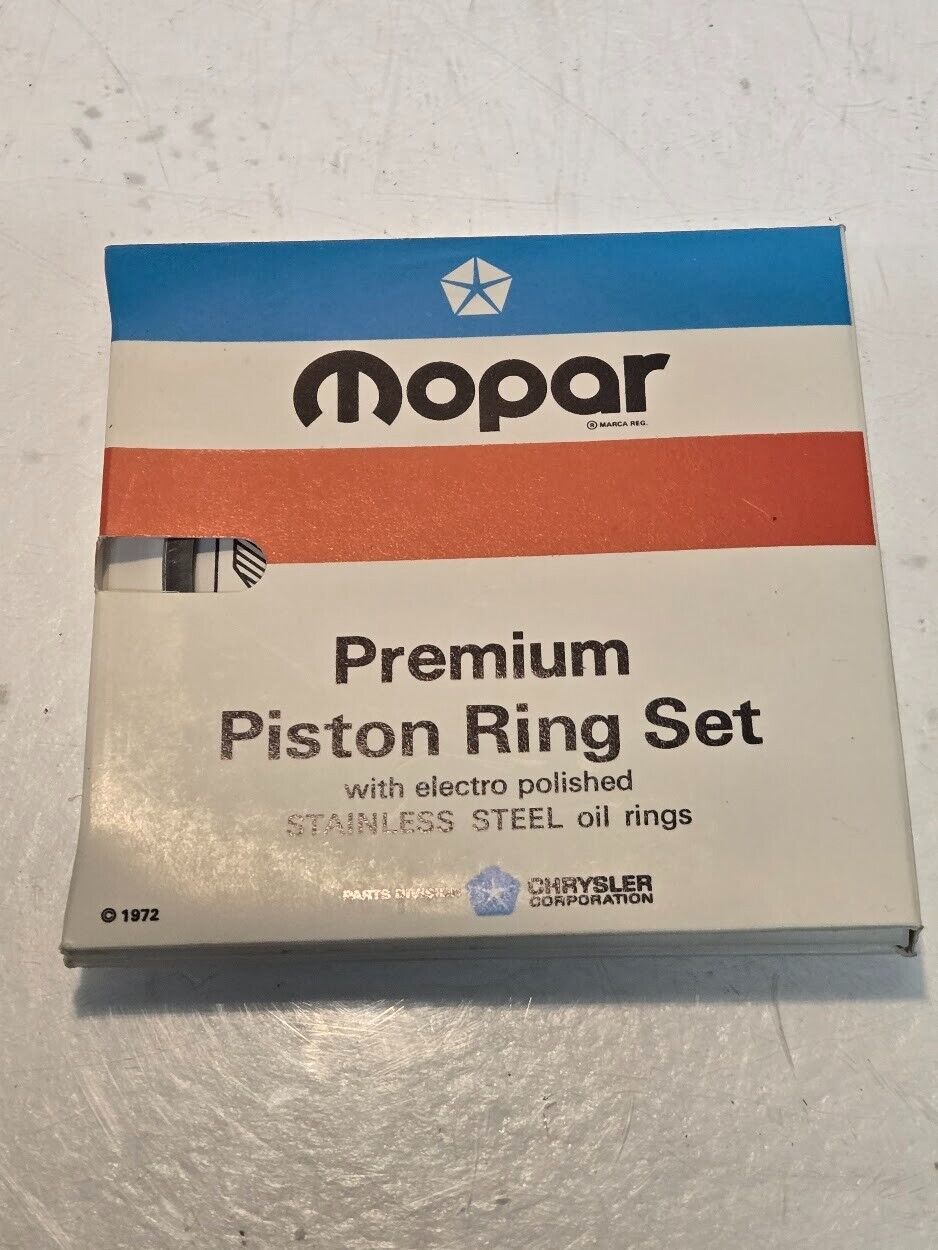 mopar
® MARCA REG.
Premium
Piston Ring Set
with electro polished
STAINLESS STEEL oil rings
PARTS DIVISION CHRYSLER
CORPORATION
© 1972